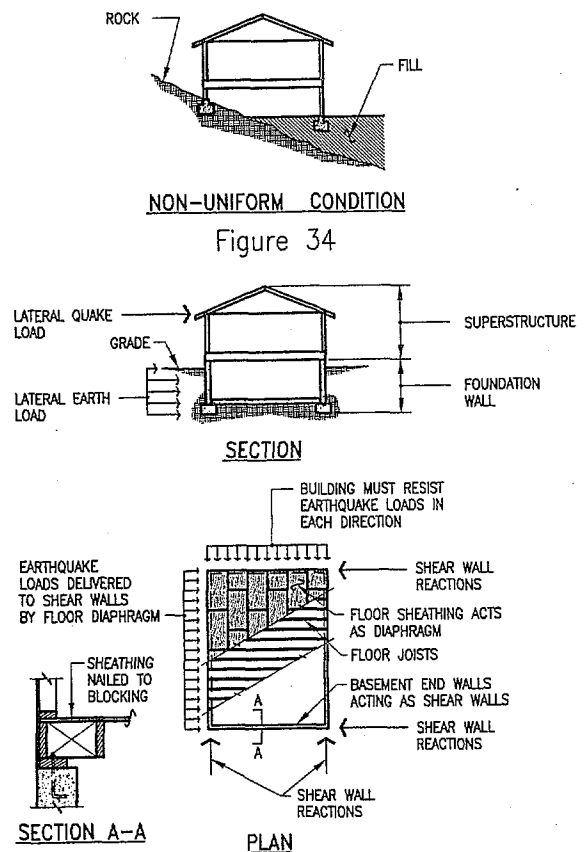 ROCK
FILL
NON-UNIFORM CONDITION
Figure 34
LATERAL QUAKE
LOAD
GRADE
LATERAL EARTH
LOAD
SUPERSTRUCTURE
FOUNDATION
WALL
SECTION
BUILDING MUST RESIST
EARTHQUAKE LOADS IN
EACH DIRECTION
EARTHQUAKE
LOADS DELIVERED
TO SHEAR WALLS
BY FLOOR DIAPHRAGM
SHEAR WALL
REACTIONS
FLOOR SHEATHING ACTS
AS DIAPHRAGM
FLOOR JOISTS
SHEATHING
NAILED TO
BLOCKING
A
A
BASEMENT END WALLS
ACTING AS SHEAR WALLS
SHEAR WALL
REACTIONS
SHEAR WALL
REACTIONS
SECTION A-A
PLAN